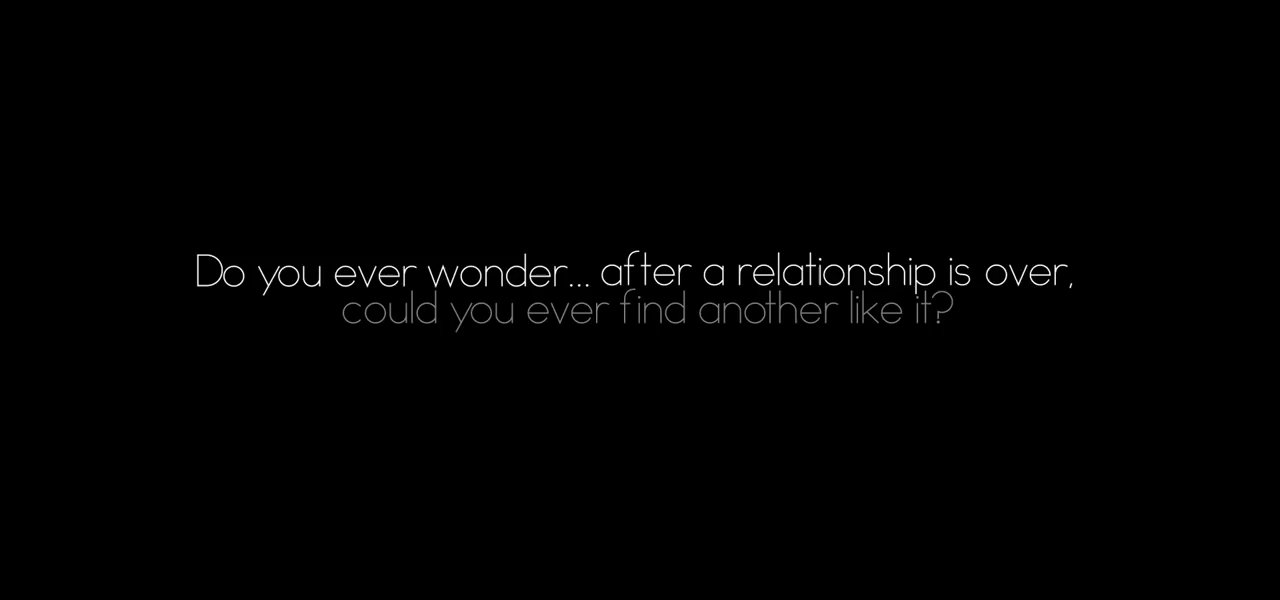 Do you ever wonder... after a relationship is over,
could you ever find another like it?